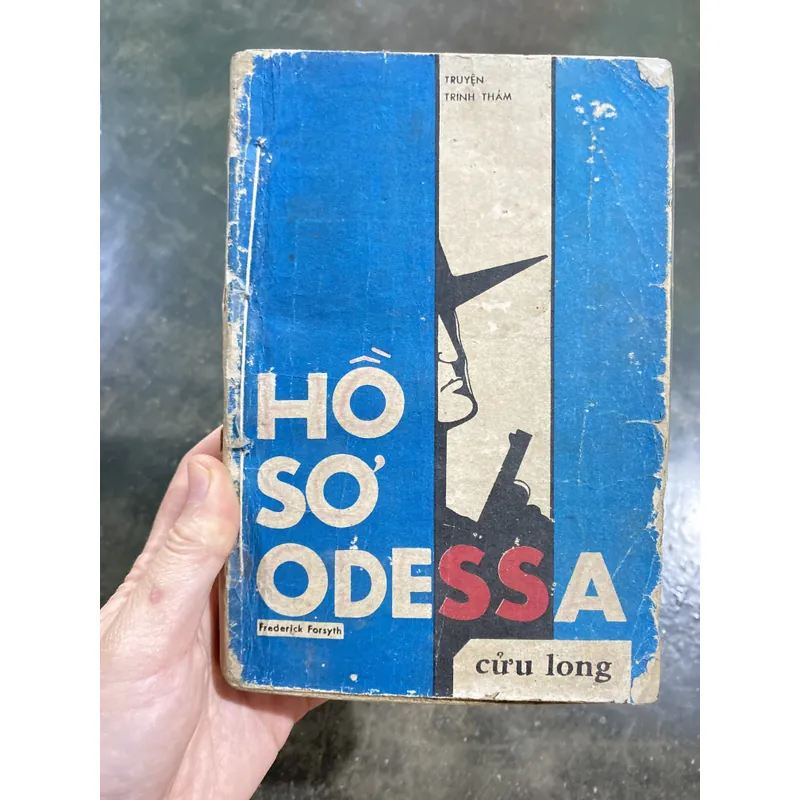 TRUYỆN
TRINH THÁM
HỒ
SƠ
ODESSA
Frederick Forsyth
cửu long